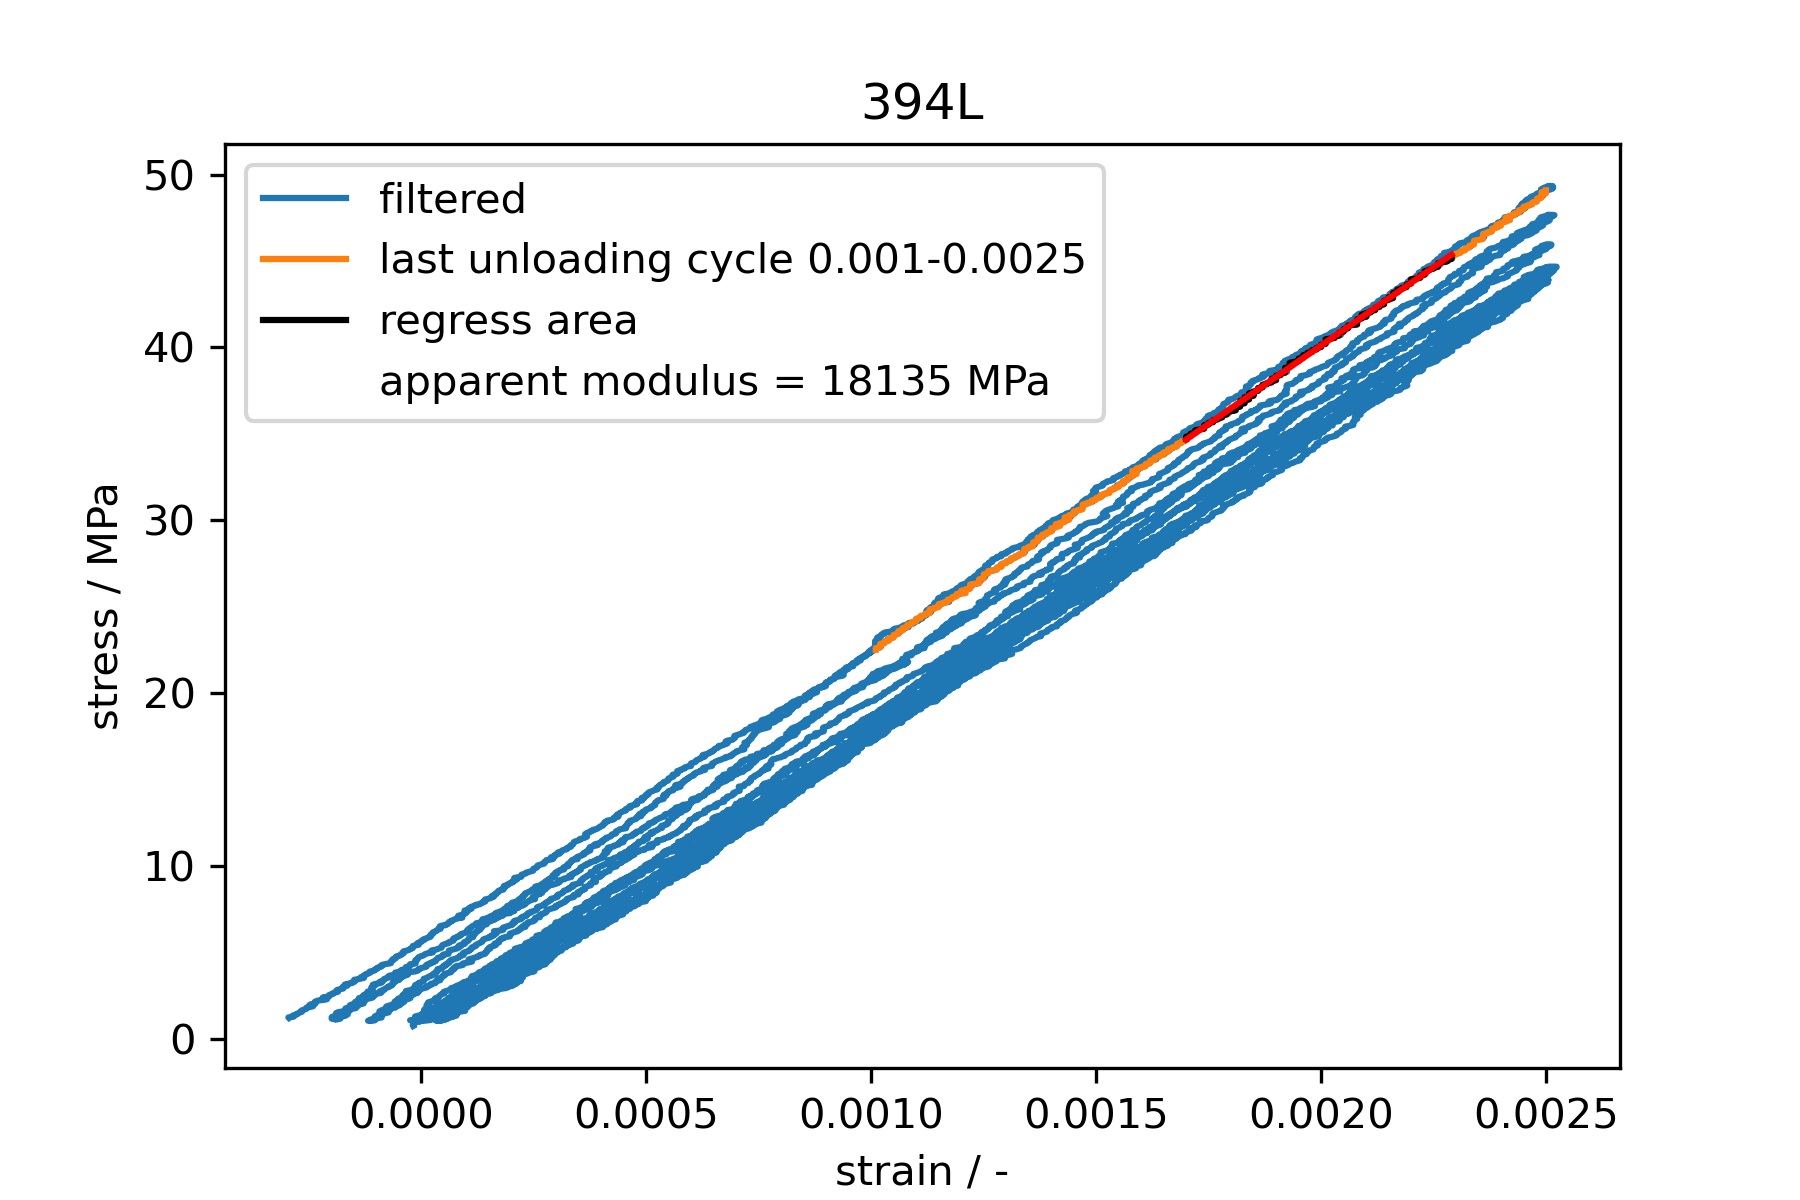 394L
filtered
last unloading cycle 0.001-0.0025
regress area
apparent modulus = 18135 MPa
50
40
30
20
10
0
stress / MPa
0.0000 0.0005 0.0010 0.0015 0.0020 0.0025
strain / -